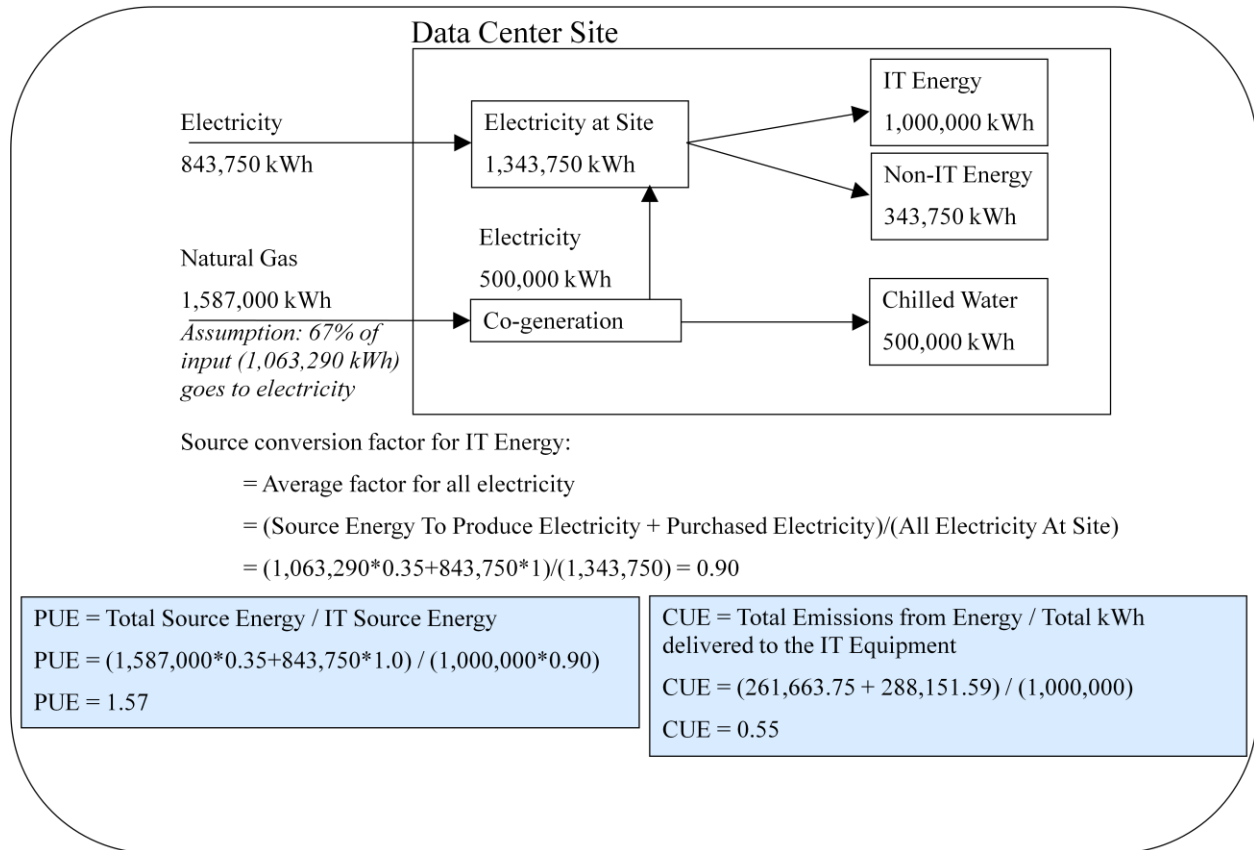 Data Center Site
Electricity
843,750 kWh
Electricity at Site
1,343,750 kWh
IT Energy
1,000,000 kWh
Non-IT Energy
343,750 kWh
Natural Gas
1,587,000 kWh
Assumption: 67% of
input (1,063,290 kWh)
goes to electricity
Electricity
500,000 kWh
Co-generation
Chilled Water
500,000 kWh
Source conversion factor for IT Energy:
= Average factor for all electricity
= (Source Energy To Produce Electricity + Purchased Electricity)/(All Electricity At Site)
= (1,063,290*0.35+843,750*1)/(1,343,750) = 0.90
PUE = Total Source Energy / IT Source Energy
PUE = (1,587,000*0.35+843,750*1.0) / (1,000,000*0.90)
PUE = 1.57
CUE = Total Emissions from Energy / Total kWh
delivered to the IT Equipment
CUE = (261,663.75 + 288,151.59) / (1,000,000)
CUE = 0.55